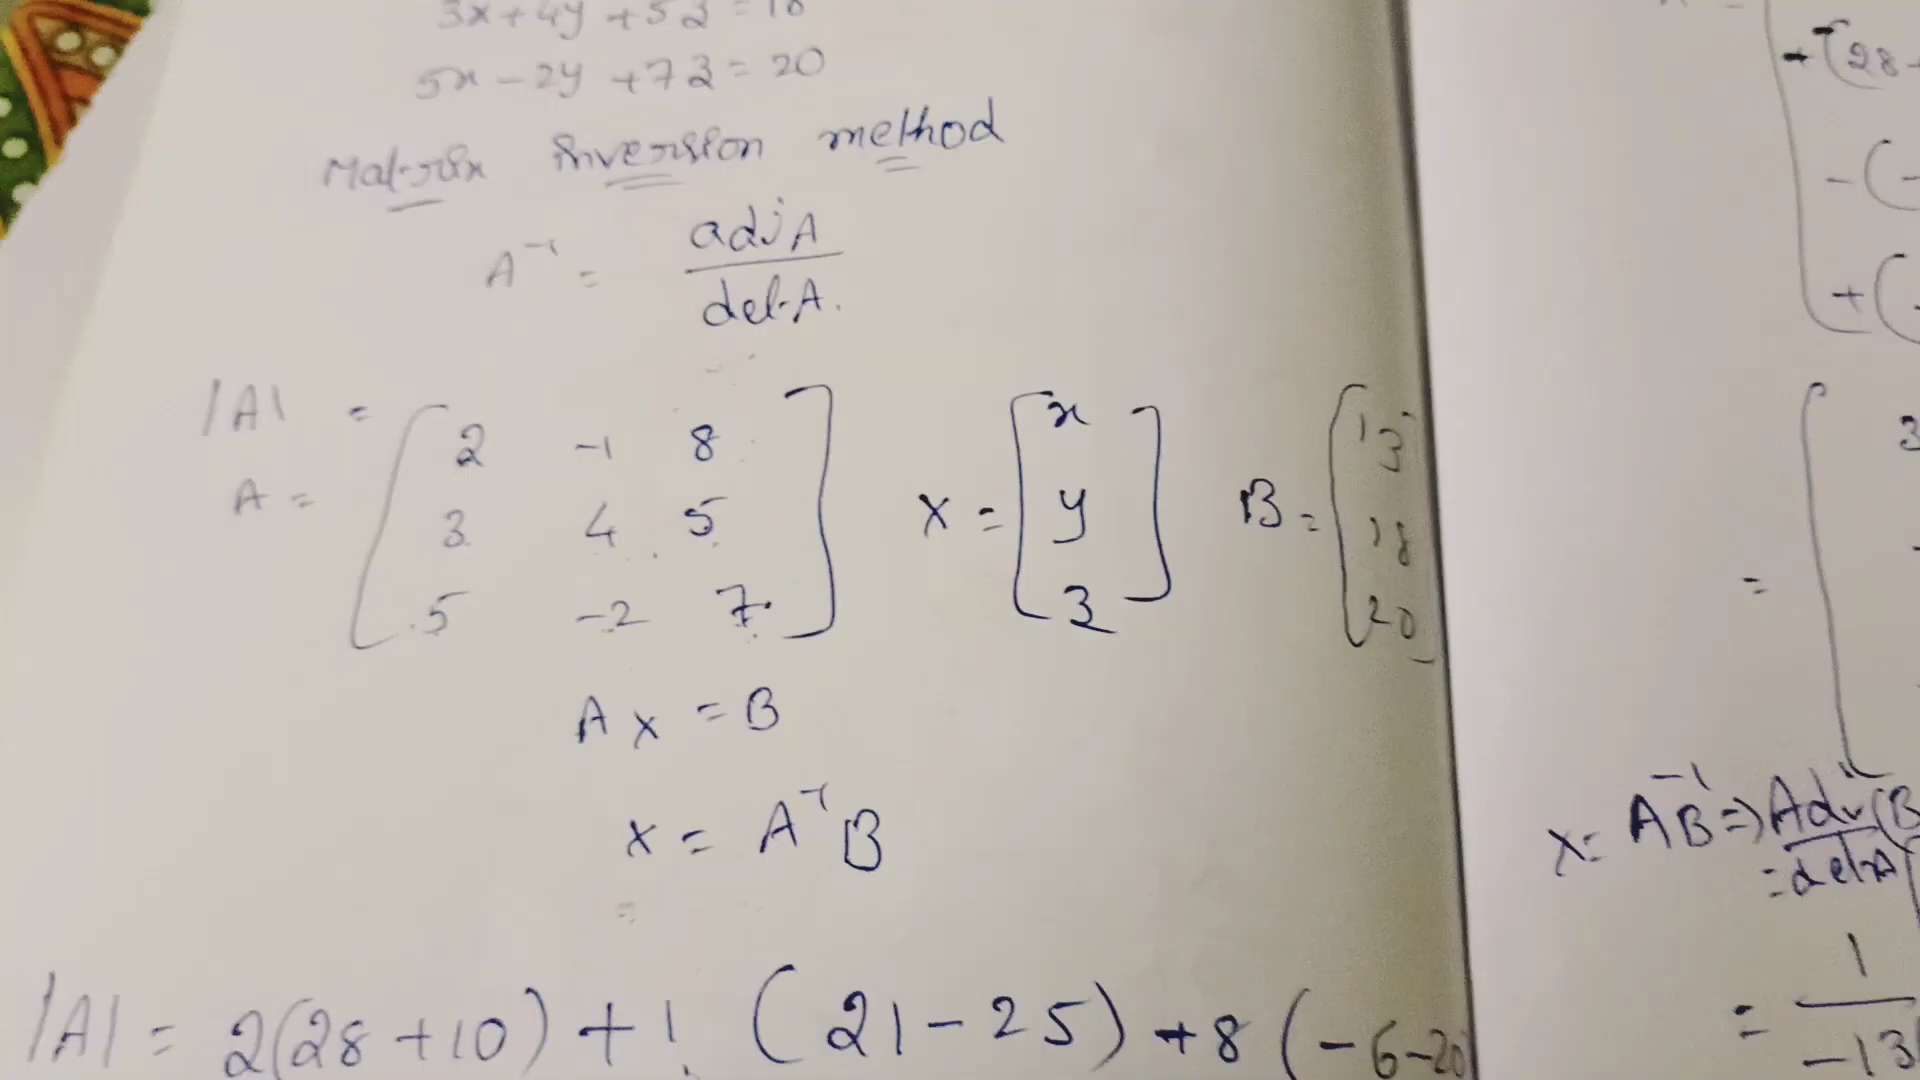 3x + 4y + 5z = 18
5x - 2y + 7z = 20
Matrix inversion method
A⁻¹ = adj A / det A.
|A| =
A = [2 -1 8
3 4 5
5 -2 7]
X = [x
y
z]
B = [13
18
20]
AX = B
X = A⁻¹B
|A| = 2(28+10) + 1 (21-25) + 8 (-6-20
-(28
-(-
+(
=
X = A⁻¹B => Adj (B
= det A
= 1
-13